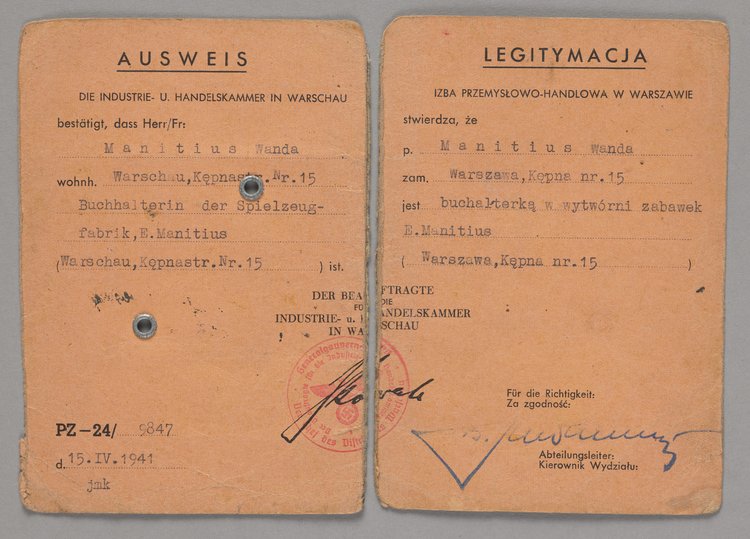 AUSWEIS
DIE INDUSTRIE- U. HANDELSKAMMER IN WARSCHAU
bestätigt, dass Herr/Fr:
Manitius Wanda
wohnh. Warschau,Kępnastr.Nr.15
Buchhalterin der Spielzeug-
fabrik,E.Manitius
(Warschau,Kępnastr.Nr.15 ) ist.
PZ-24/ 9847
d. 15.IV.1941
jmk
LEGITYMACJA
IZBA PRZEMYSŁOWO-HANDLOWA W WARSZAWIE
stwierdza, że
p. Manitius Wanda
zam. Warszawa,Kępna nr.15
jest buchalterką w wytwórni zabawek
E.Manitius
( Warszawa,Kępna nr.15 )
DER BEAUFTRAGTE
FÜR DIE
INDUSTRIE- u. HANDELSKAMMER
IN WARSCHAU
Für die Richtigkeit:
Za zgodność:
Abteilungsleiter:
Kierownik Wydziału: